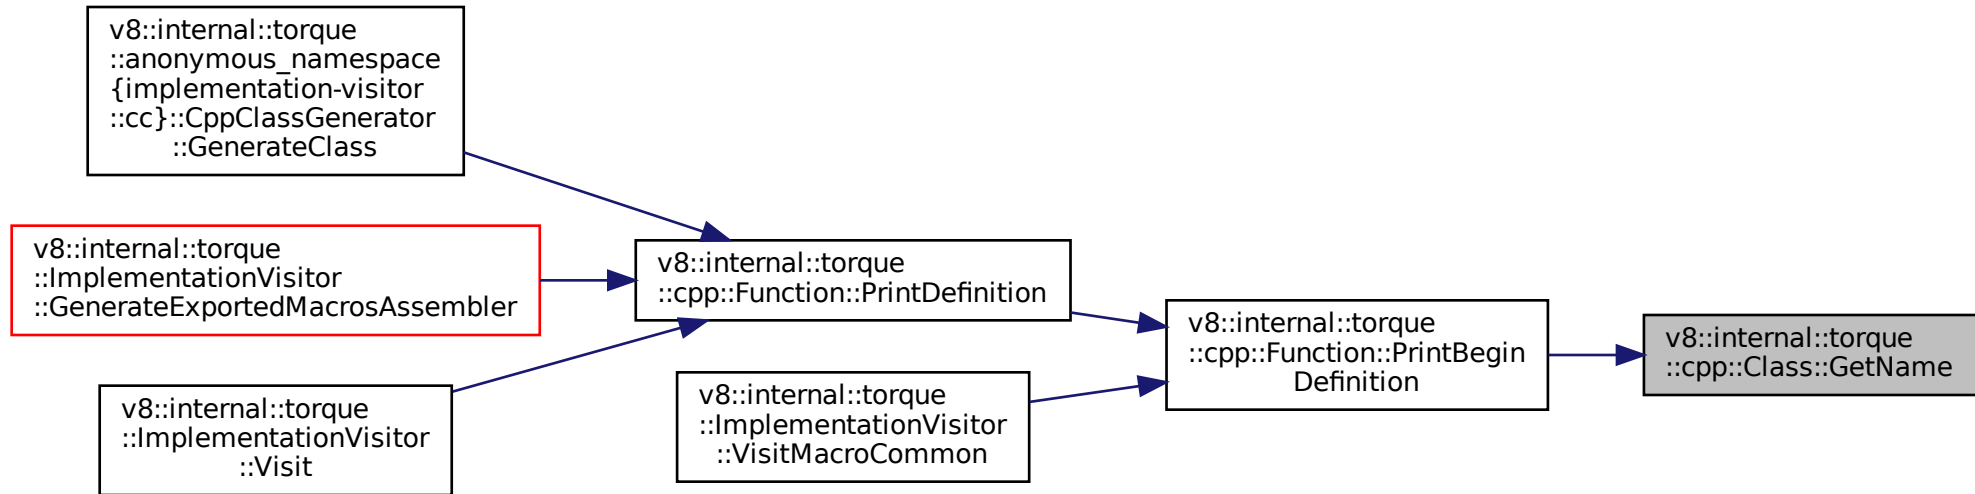 v8::internal::torque
::anonymous_namespace
{implementation-visitor
::cc}::CppClassGenerator
::GenerateClass
v8::internal::torque
::ImplementationVisitor
::GenerateExportedMacrosAssembler
v8::internal::torque
::ImplementationVisitor
::Visit
v8::internal::torque
::cpp::Function::PrintDefinition
v8::internal::torque
::ImplementationVisitor
::VisitMacroCommon
v8::internal::torque
::cpp::Function::PrintBegin
Definition
v8::internal::torque
::cpp::Class::GetName